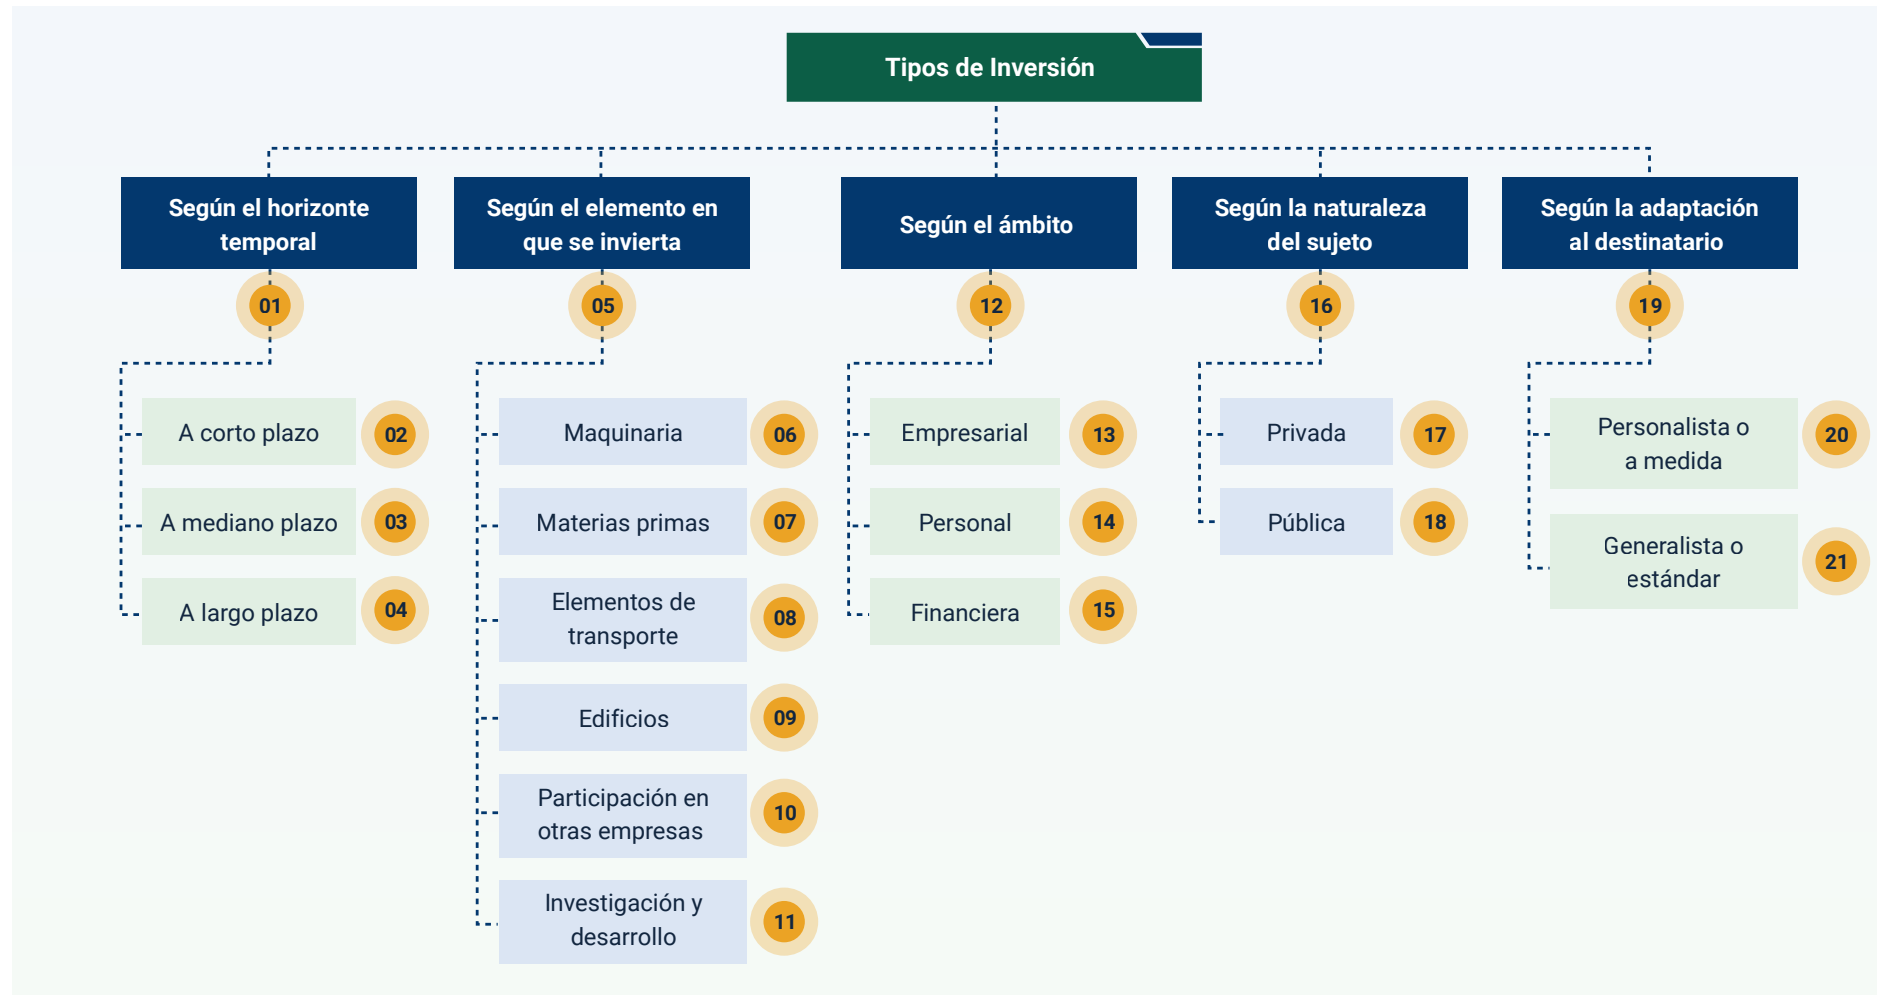 Tipos de Inversión
Según el horizonte
temporal
01
A corto plazo
02
A mediano plazo
03
A largo plazo
04
Según el elemento en
que se invierta
05
Maquinaria
06
Materias primas
07
Elementos de
transporte
08
Edificios
09
Participación en
otras empresas
10
Investigación y
desarrollo
11
Según el ámbito
12
Empresarial
13
Personal
14
Financiera
15
Según la naturaleza
del sujeto
16
Privada
17
Pública
18
Según la adaptación
al destinatario
19
Personalista o
a medida
20
Generalista o
estándar
21